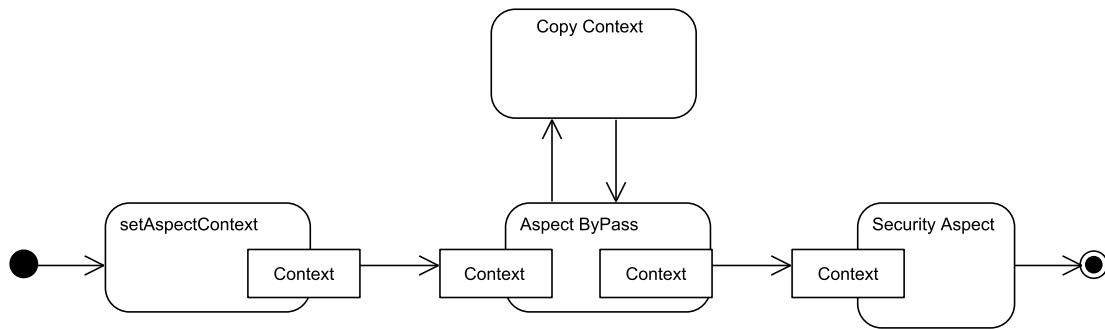 Copy Context
setAspectContext
Aspect ByPass
Security Aspect
Context
Context
Context
Context